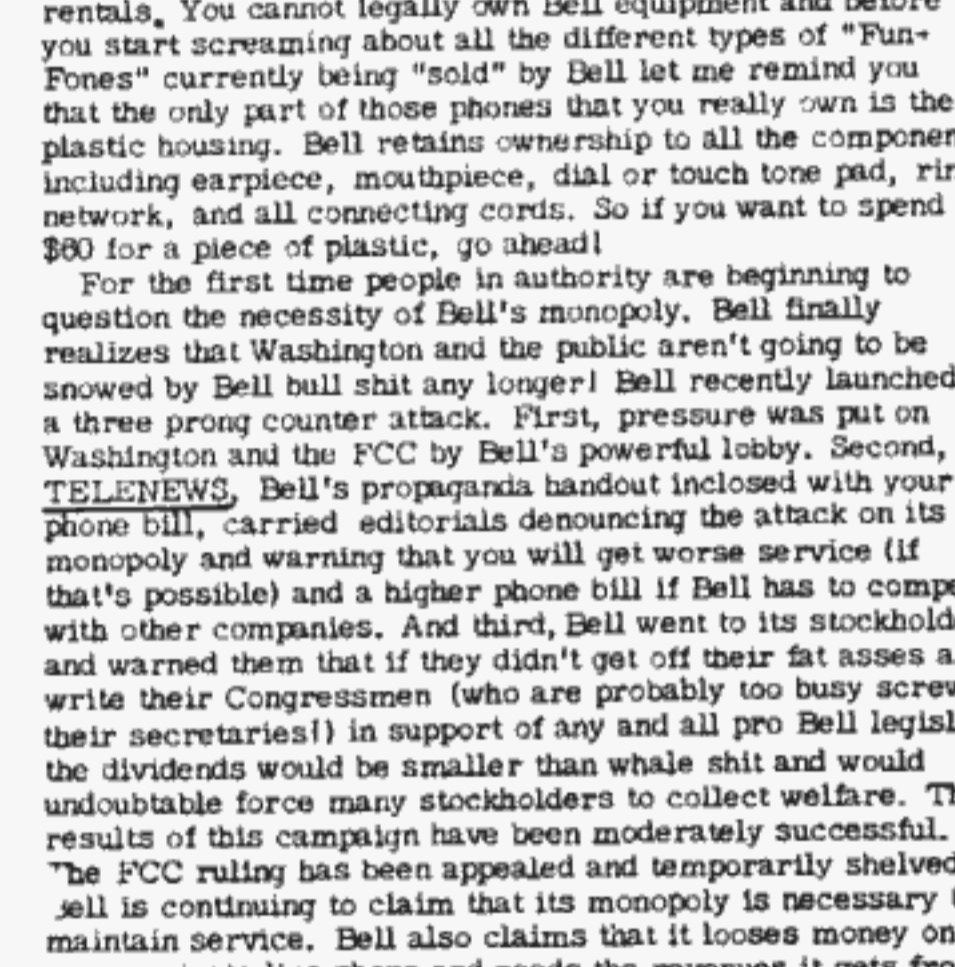 rentals. You cannot legally own Bell equipment and before
you start screaming about all the different types of "Fun-
Fones" currently being "sold" by Bell let me remind you
that the only part of those phones that you really own is the
plastic housing. Bell retains ownership to all the componen
including earpiece, mouthpiece, dial or touch tone pad, rin
network, and all connecting cords. So if you want to spend
$60 for a piece of plastic, go ahead!
For the first time people in authority are beginning to
question the necessity of Bell's monopoly. Bell finally
realizes that Washington and the public aren't going to be
snowed by Bell bull shit any longer! Bell recently launched
a three prong counter attack. First, pressure was put on
Washington and the FCC by Bell's powerful lobby. Second,
TELENEWS, Bell's propaganda handout inclosed with your
phone bill, carried editorials denouncing the attack on its
monopoly and warning that you will get worse service (if
that's possible) and a higher phone bill if Bell has to compe
with other companies. And third, Bell went to its stockhold
and warned them that if they didn't get off their fat asses a
write their Congressmen (who are probably too busy screw
their secretaries!) in support of any and all pro Bell legisl
the dividends would be smaller than whale shit and would
undoubtable force many stockholders to collect welfare. Th
results of this campaign have been moderately successful.
The FCC ruling has been appealed and temporarily shelved
Bell is continuing to claim that its monopoly is necessary t
maintain service. Bell also claims that it looses money on
phone and needs the revenues it gets fro